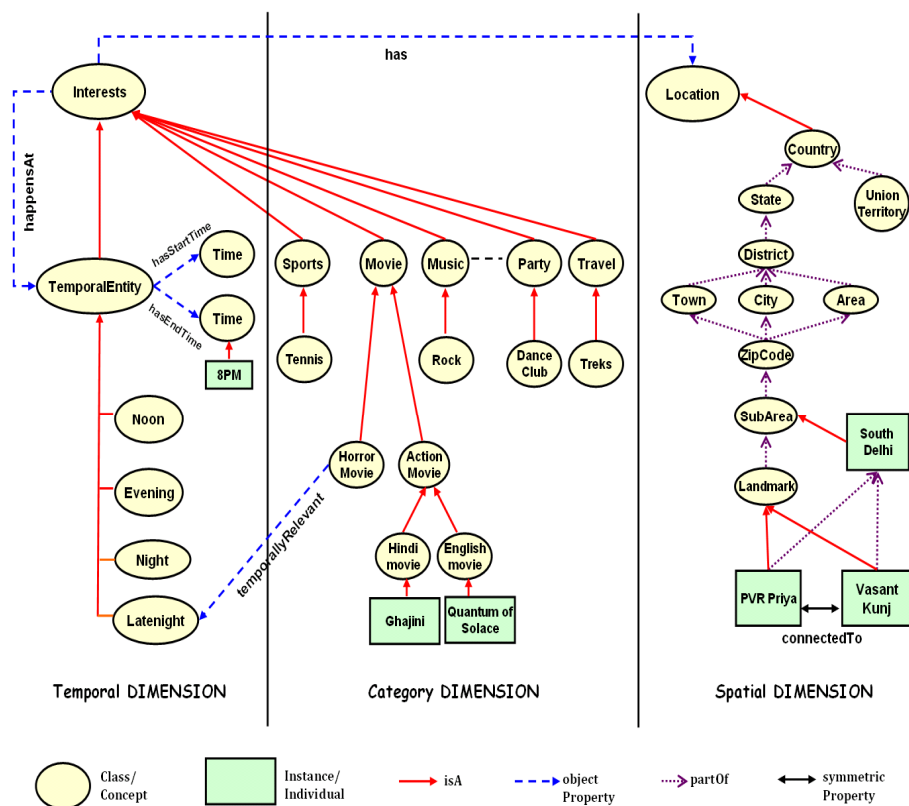 has
Interests
Location
Country
State
Union
Territory
happensAt
hasStartTime
Time
Sports
Movie
Music
Party
Travel
District
TemporalEntity
hasEndTime
Time
Town
City
Area
8PM
Tennis
Rock
Dance
Club
Treks
ZipCode
Noon
SubArea
South
Delhi
Horror
Movie
Action
Movie
Landmark
Evening
temporallyRelevant
Night
Hindi
movie
English
movie
PVR Priya
Vasant
Kunj
Latenight
Ghajini
Quantum of
Solace
connectedTo
Temporal DIMENSION
Category DIMENSION
Spatial DIMENSION
Class/
Concept
Instance/
Individual
isA
object
Property
partOf
symmetric
Property